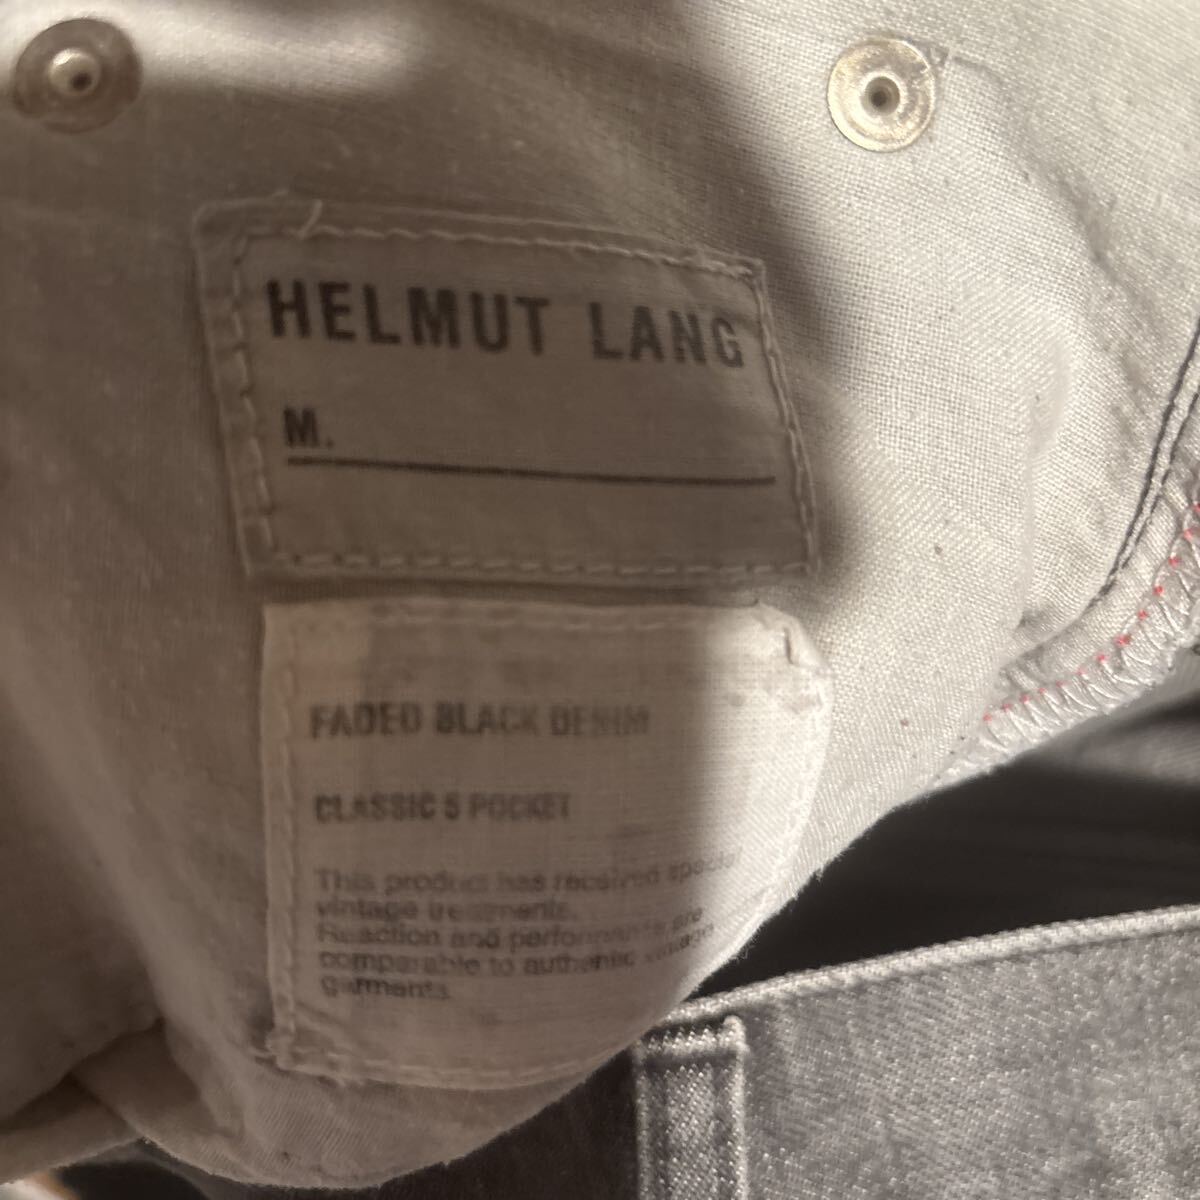 HELMUT LANG
M.
FADED BLACK DENIM
CLASSIC 5 POCKET
This product has received special
vintage treatments.
Reaction and performance are
comparable to authentic vintage
garments.